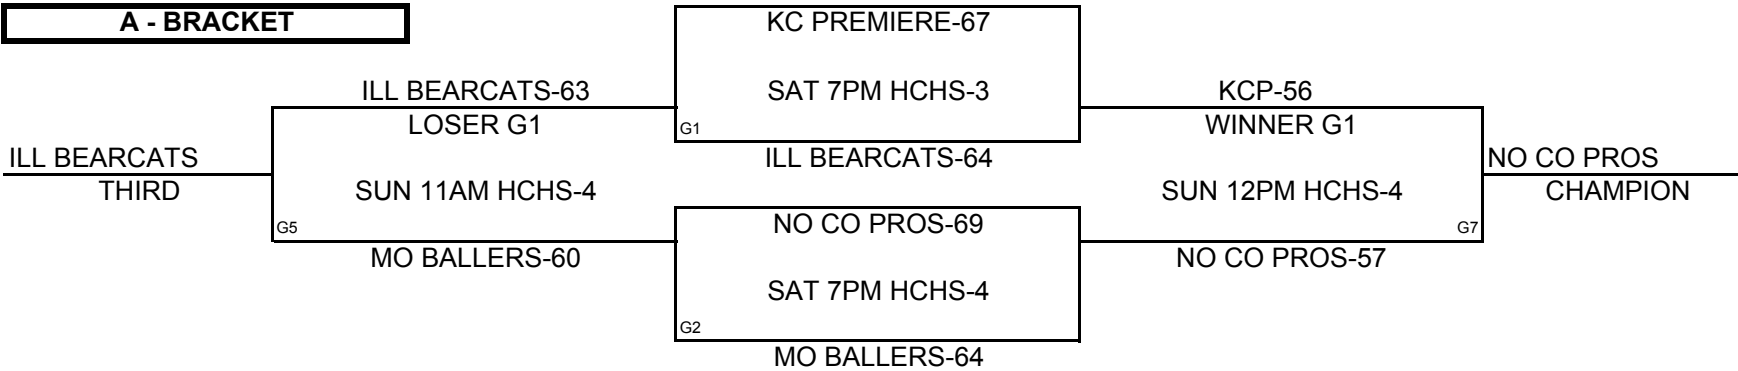 A - BRACKET
KC PREMIERE-67
ILL BEARCATS-63
SAT 7PM HCHS-3
KCP-56
LOSER G1
G1
WINNER G1
ILL BEARCATS
ILL BEARCATS-64
NO CO PROS
THIRD
SUN 11AM HCHS-4
SUN 12PM HCHS-4
CHAMPION
G5
NO CO PROS-69
G7
MO BALLERS-60
NO CO PROS-57
SAT 7PM HCHS-4
G2
MO BALLERS-64